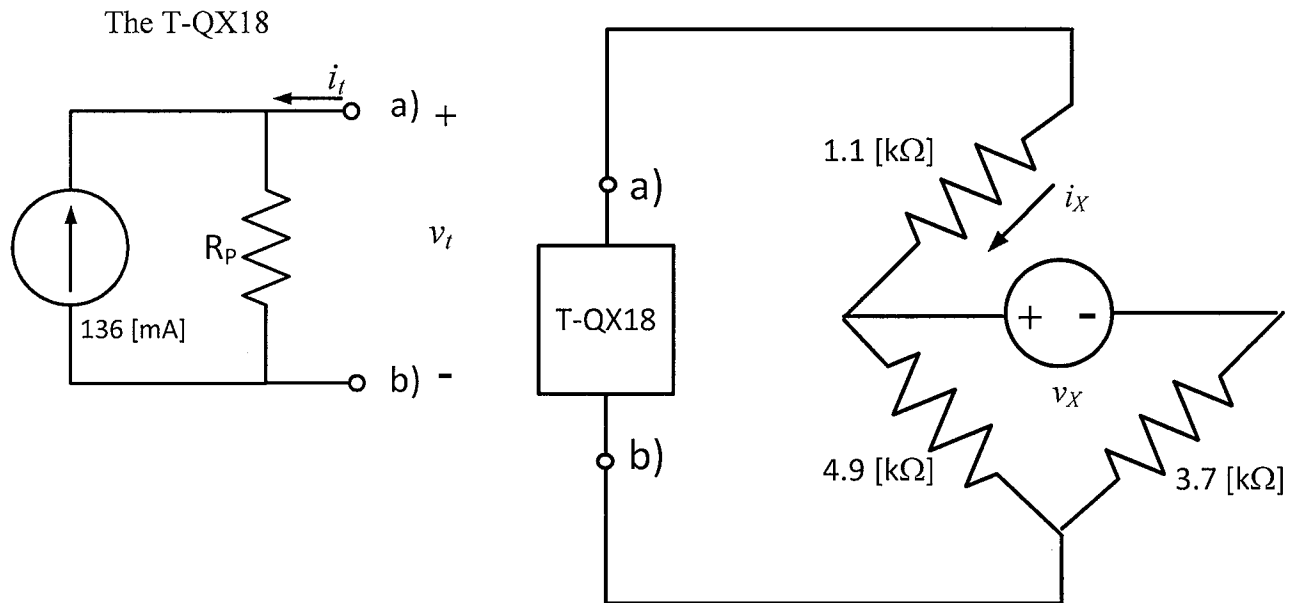 The T-QX18
i_t
a) +
v_t
R_P
136 [mA]
b) -
1.1 [kΩ]
i_X
a)
T-QX18
+ -
v_X
b)
4.9 [kΩ]
3.7 [kΩ]